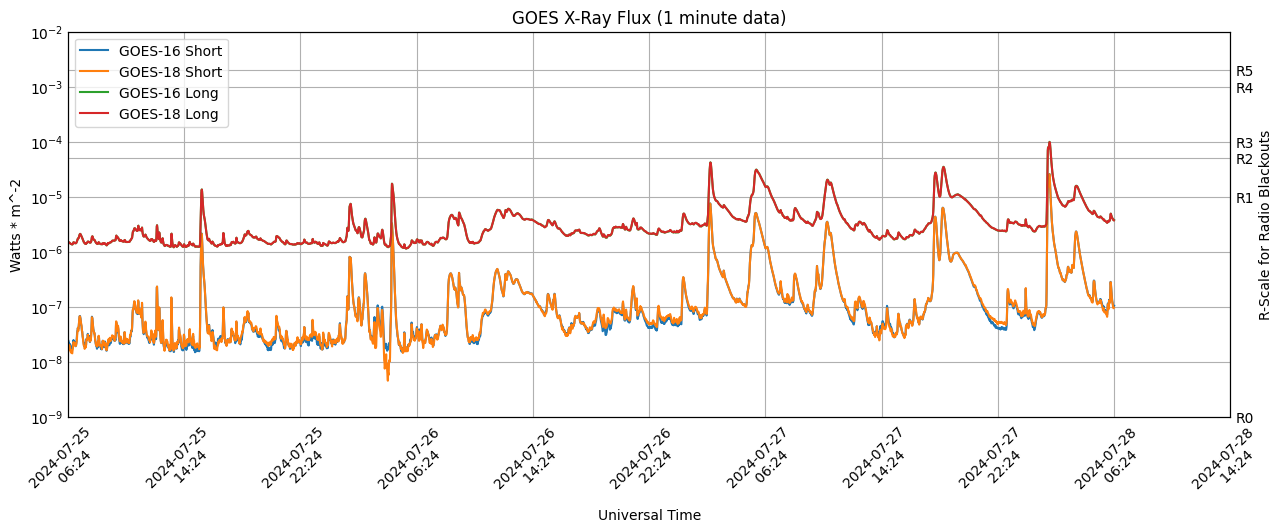 GOES X-Ray Flux (1 minute data)
GOES-16 Short
GOES-18 Short
GOES-16 Long
GOES-18 Long
10^-2
10^-3
10^-4
10^-5
10^-6
10^-7
10^-8
10^-9
Watts * m^-2
R5
R4
R3
R2
R1
R0
R-Scale for Radio Blackouts
2024-07-25
06:24
2024-07-25
14:24
2024-07-25
22:24
2024-07-26
06:24
2024-07-26
14:24
2024-07-26
22:24
2024-07-27
06:24
2024-07-27
14:24
2024-07-27
22:24
2024-07-28
06:24
2024-07-28
14:24
Universal Time